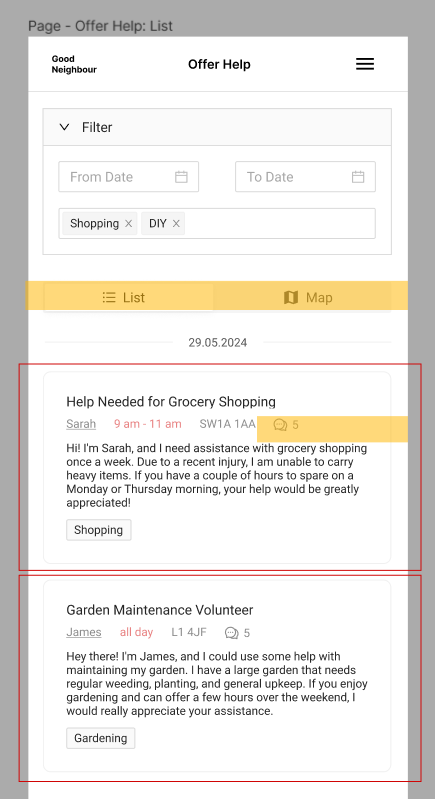 Page - Offer Help: List
Good
Neighbour
Offer Help
Filter
From Date
To Date
Shopping
DIY
List
Map
29.05.2024
Help Needed for Grocery Shopping
Sarah 9 am - 11 am SW1A 1AA 5
Hi! I'm Sarah, and I need assistance with grocery shopping
once a week. Due to a recent injury, I am unable to carry
heavy items. If you have a couple of hours to spare on a
Monday or Thursday morning, your help would be greatly
appreciated!
Shopping
Garden Maintenance Volunteer
James all day L1 4JF 5
Hey there! I'm James, and I could use some help with
maintaining my garden. I have a large garden that needs
regular weeding, planting, and general upkeep. If you enjoy
gardening and can offer a few hours over the weekend, I
would really appreciate your assistance.
Gardening